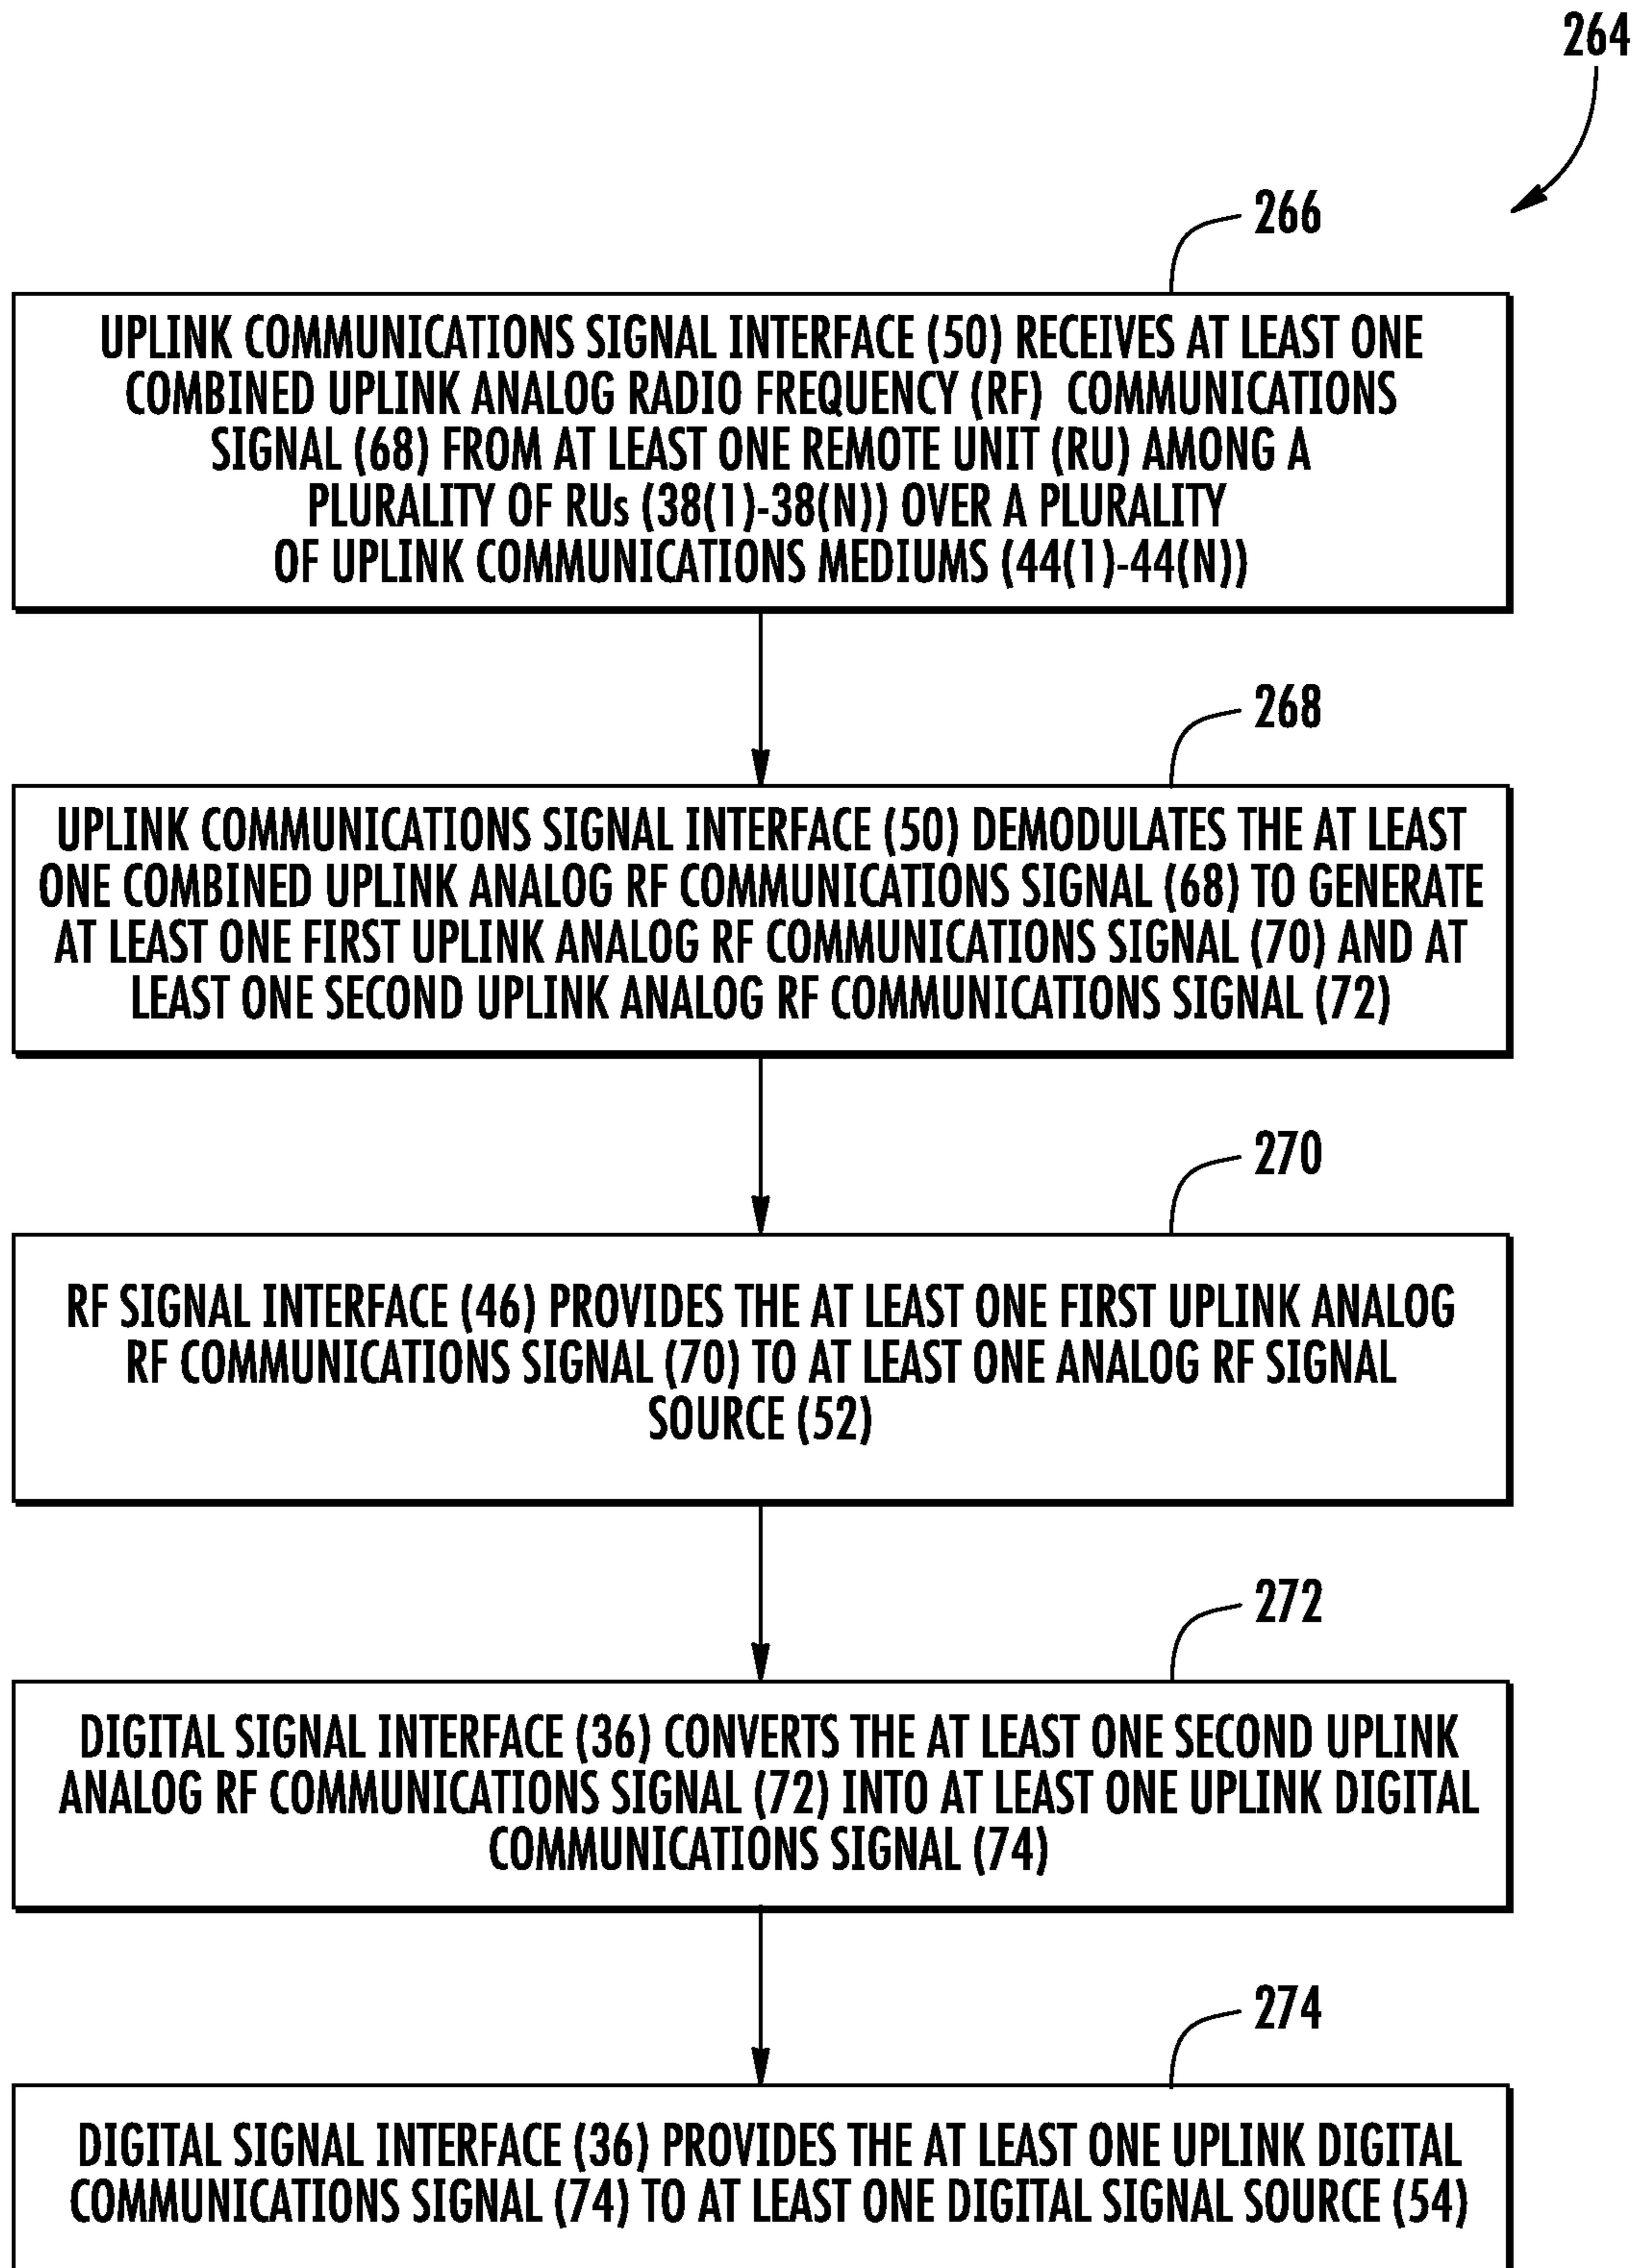 264
266
UPLINK COMMUNICATIONS SIGNAL INTERFACE (50) RECEIVES AT LEAST ONE
COMBINED UPLINK ANALOG RADIO FREQUENCY (RF) COMMUNICATIONS
SIGNAL (68) FROM AT LEAST ONE REMOTE UNIT (RU) AMONG A
PLURALITY OF RUs (38(1)-38(N)) OVER A PLURALITY
OF UPLINK COMMUNICATIONS MEDIUMS (44(1)-44(N))
268
UPLINK COMMUNICATIONS SIGNAL INTERFACE (50) DEMODULATES THE AT LEAST
ONE COMBINED UPLINK ANALOG RF COMMUNICATIONS SIGNAL (68) TO GENERATE
AT LEAST ONE FIRST UPLINK ANALOG RF COMMUNICATIONS SIGNAL (70) AND AT
LEAST ONE SECOND UPLINK ANALOG RF COMMUNICATIONS SIGNAL (72)
270
RF SIGNAL INTERFACE (46) PROVIDES THE AT LEAST ONE FIRST UPLINK ANALOG
RF COMMUNICATIONS SIGNAL (70) TO AT LEAST ONE ANALOG RF SIGNAL
SOURCE (52)
272
DIGITAL SIGNAL INTERFACE (36) CONVERTS THE AT LEAST ONE SECOND UPLINK
ANALOG RF COMMUNICATIONS SIGNAL (72) INTO AT LEAST ONE UPLINK DIGITAL
COMMUNICATIONS SIGNAL (74)
274
DIGITAL SIGNAL INTERFACE (36) PROVIDES THE AT LEAST ONE UPLINK DIGITAL
COMMUNICATIONS SIGNAL (74) TO AT LEAST ONE DIGITAL SIGNAL SOURCE (54)